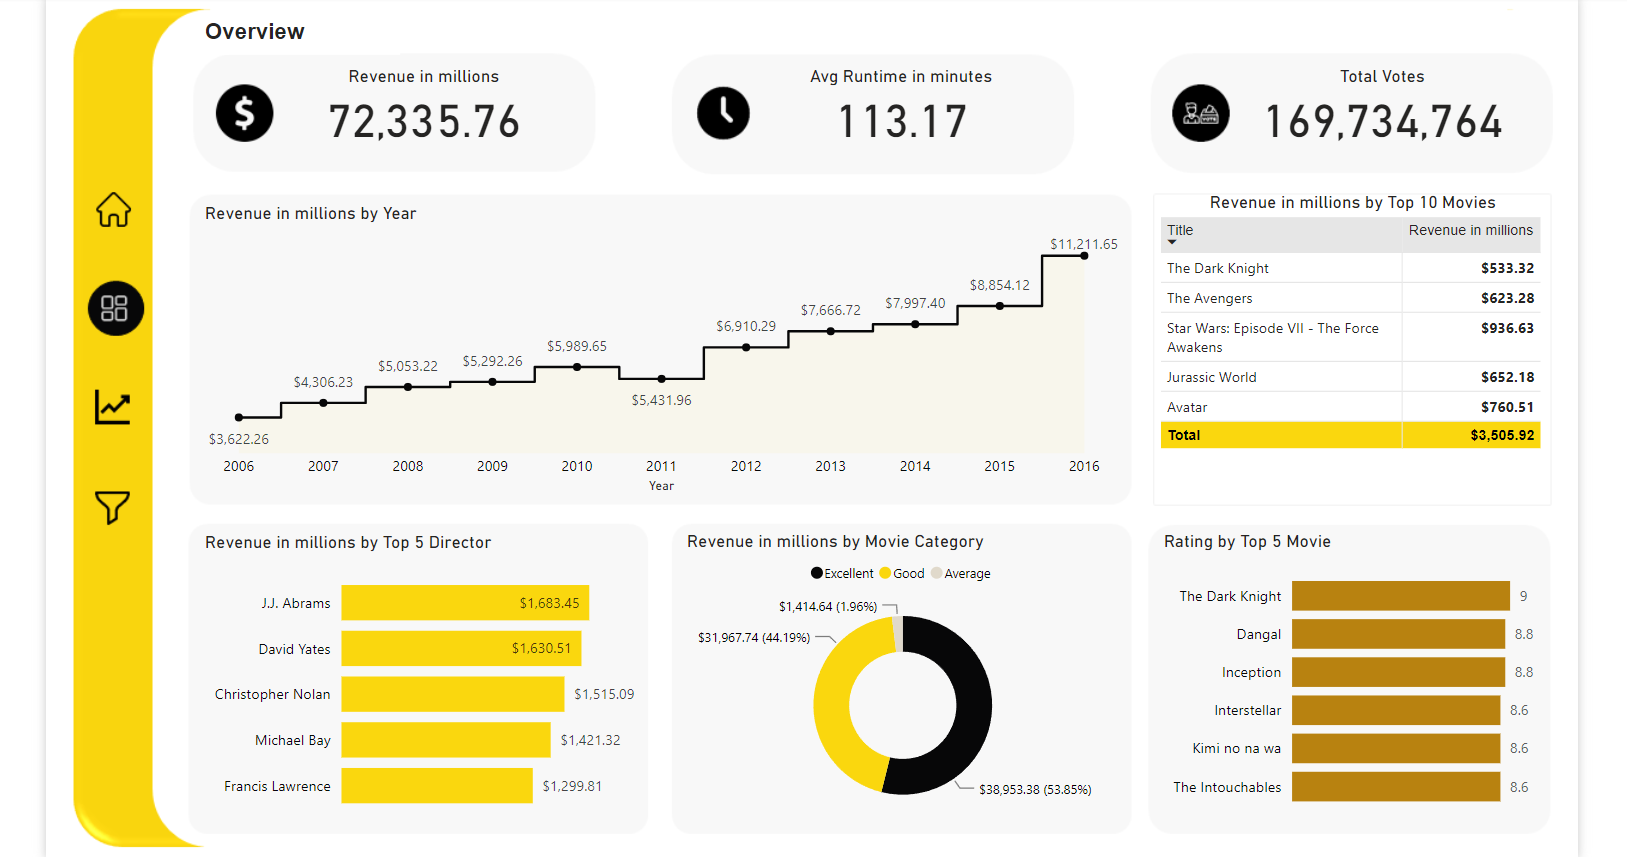 Overview
Revenue in millions
72,335.76
Avg Runtime in minutes
113.17
Total Votes
169,734,764
Revenue in millions by Year
$3,622.26
$4,306.23
$5,053.22
$5,292.26
$5,989.65
$5,431.96
$6,910.29
$7,666.72
$7,997.40
$8,854.12
$11,211.65
2006 2007 2008 2009 2010 2011 2012 2013 2014 2015 2016
Year
Revenue in millions by Top 10 Movies
Title Revenue in millions
The Dark Knight $533.32
The Avengers $623.28
Star Wars: Episode VII - The Force $936.63
Awakens
Jurassic World $652.18
Avatar $760.51
Total $3,505.92
Revenue in millions by Top 5 Director
J.J. Abrams $1,683.45
David Yates $1,630.51
Christopher Nolan $1,515.09
Michael Bay $1,421.32
Francis Lawrence $1,299.81
Revenue in millions by Movie Category
Excellent Good Average
$1,414.64 (1.96%)
$31,967.74 (44.19%)
$38,953.38 (53.85%)
Rating by Top 5 Movie
The Dark Knight 9
Dangal 8.8
Inception 8.8
Interstellar 8.6
Kimi no na wa 8.6
The Intouchables 8.6